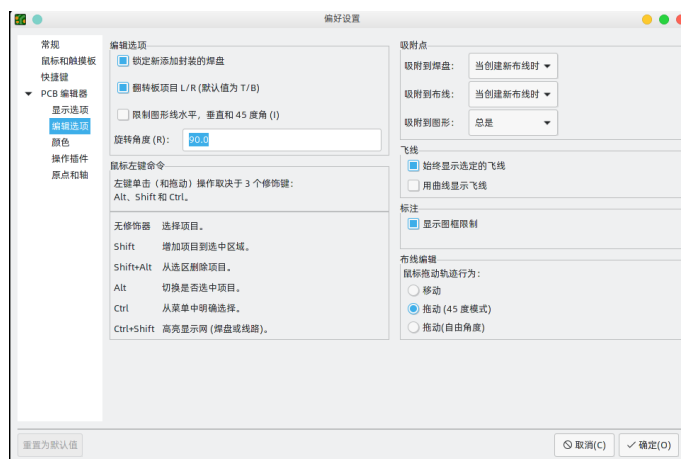 偏好设置
常规
鼠标和触摸板
快捷键
PCB 编辑器
显示选项
编辑选项
颜色
操作插件
原点和轴
编辑选项
锁定新添加封装的焊盘
翻转板项目 L/R (默认值为 T/B)
限制图形线水平，垂直和 45 度角 (I)
旋转角度 (R):
90.0
鼠标左键命令
左键单击（和拖动）操作取决于 3 个修饰键：
Alt、Shift 和 Ctrl。
无修饰器 选择项目。
Shift 增加项目到选中区域。
Shift+Alt 从选区删除项目。
Alt 切换是否选中项目。
Ctrl 从菜单中明确选择。
Ctrl+Shift 高亮显示网 (焊盘或线路)。
吸附点
吸附到焊盘: 当创建新布线时
吸附到布线: 当创建新布线时
吸附到图形: 总是
飞线
始终显示选定的飞线
用曲线显示飞线
标注
显示图框限制
布线编辑
鼠标拖动轨迹行为:
移动
拖动 (45 度模式)
拖动(自由角度)
重置为默认值
取消(C)
确定(O)